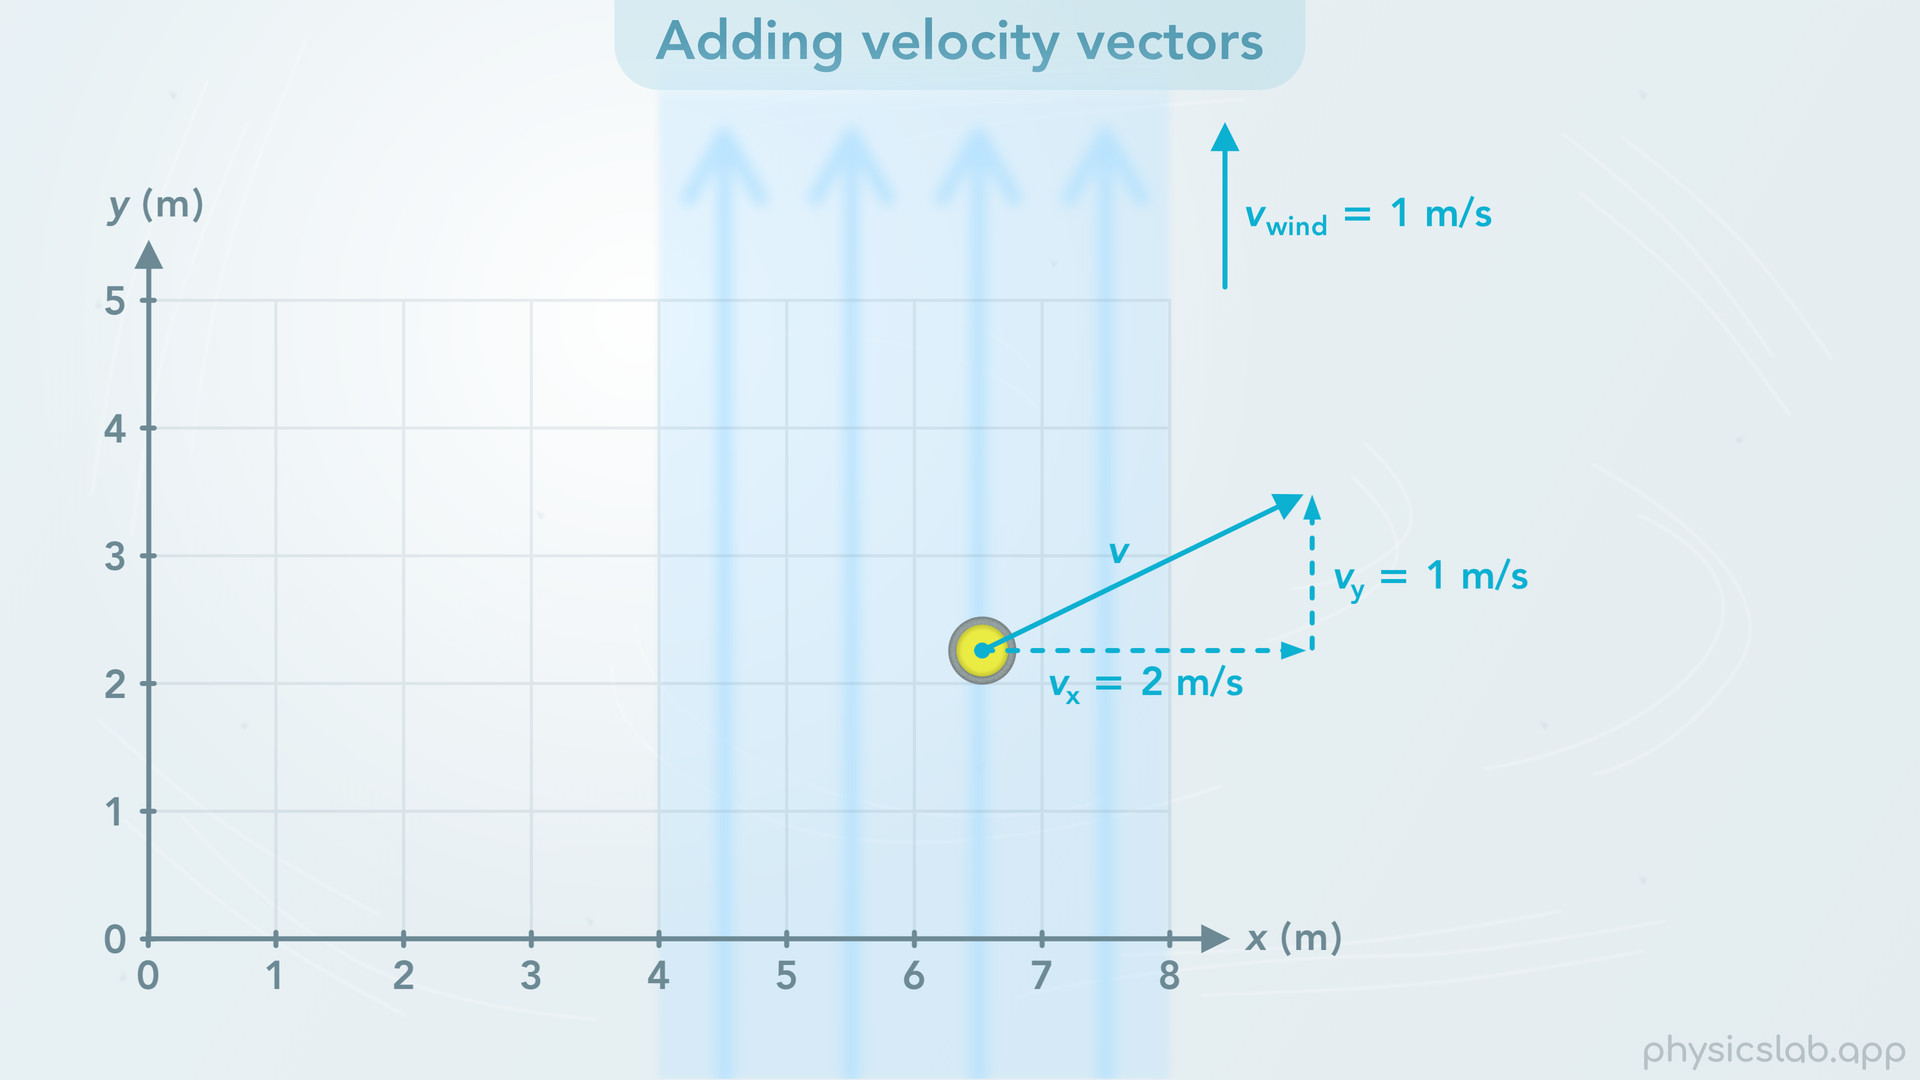 Adding velocity vectors
v_wind = 1 m/s
y (m)
5
4
3
v
v_y = 1 m/s
2
v_x = 2 m/s
1
0
x (m)
0 1 2 3 4 5 6 7 8
physicslab.app